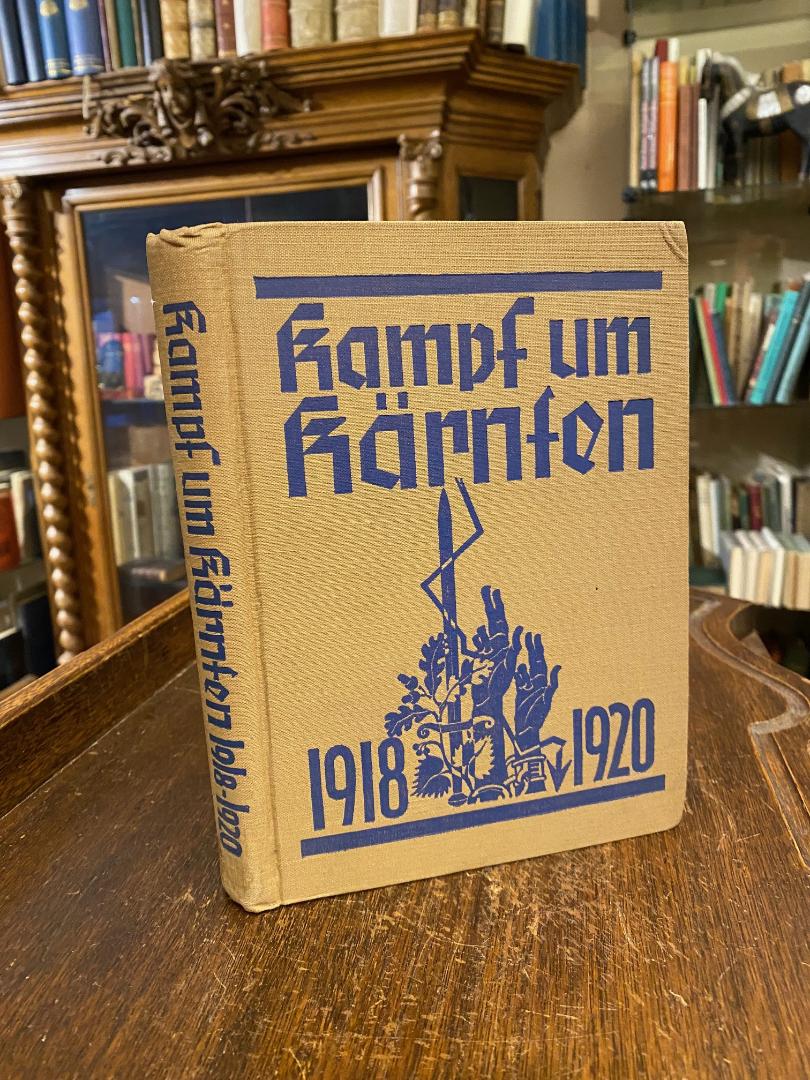 Kampf um
Kärnten
1918
1920
Kampf um Kärnten 1918-1920